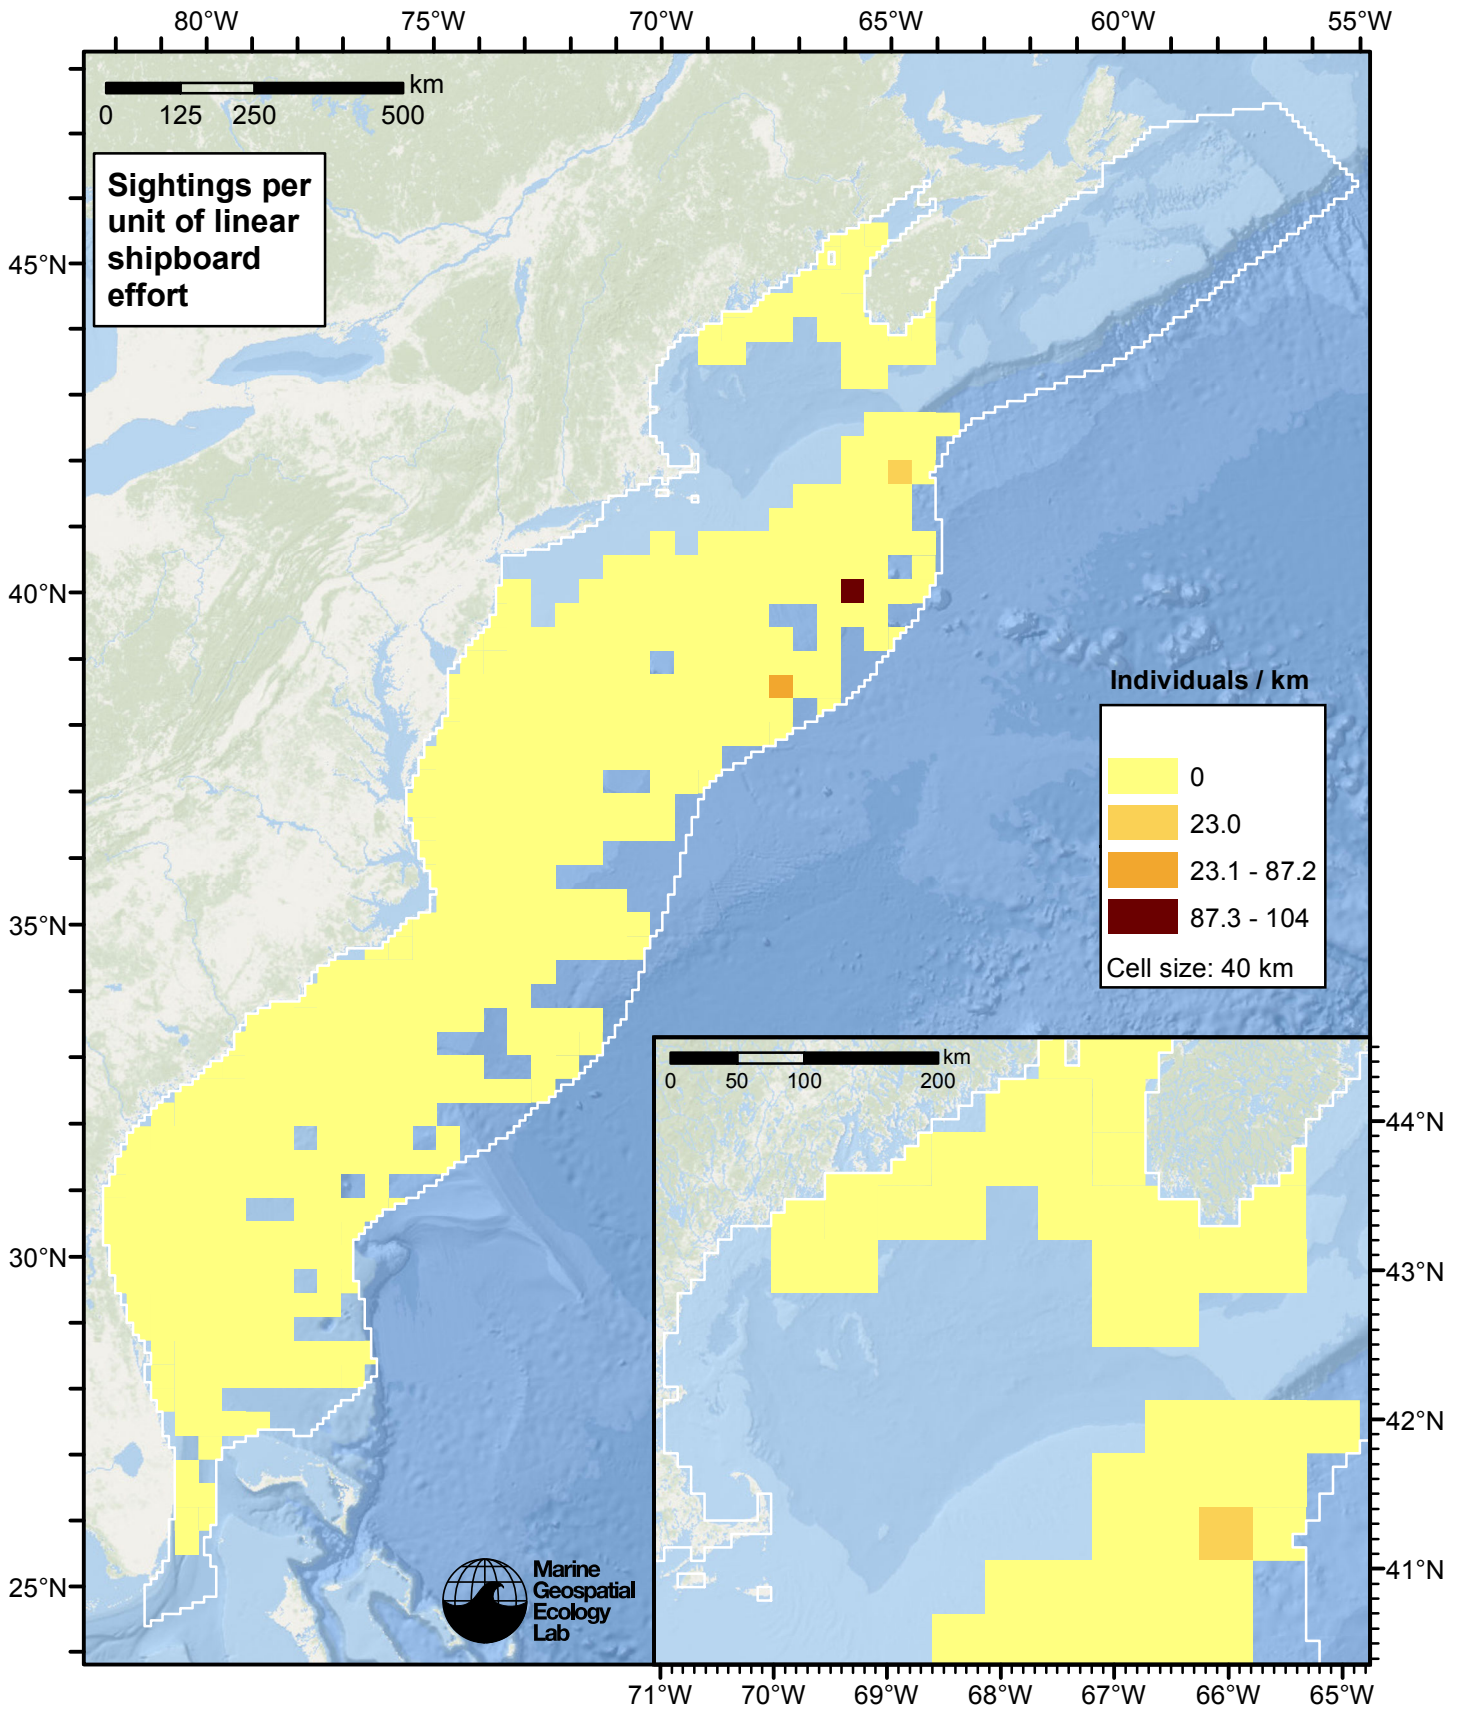 80°W 75°W 70°W 65°W 60°W 55°W
km
0 125 250 500
Sightings per
unit of linear
shipboard
effort
45°N
40°N
35°N
30°N
25°N
Individuals / km
0
23.0
23.1 - 87.2
87.3 - 104
Cell size: 40 km
km
0 50 100 200
44°N
43°N
42°N
41°N
Marine
Geospatial
Ecology
Lab
71°W 70°W 69°W 68°W 67°W 66°W 65°W